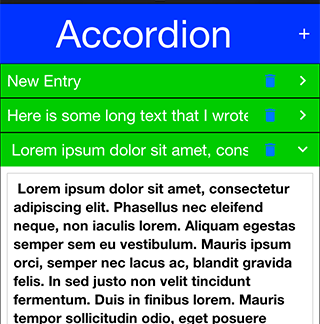 Accordion +
New Entry
Here is some long text that I wrote
Lorem ipsum dolor sit amet, cons
Lorem ipsum dolor sit amet, consectetur
adipiscing elit. Phasellus nec eleifend
neque, non iaculis lorem. Aliquam egestas
semper sem eu vestibulum. Mauris ipsum
orci, semper nec lacus ac, blandit gravida
felis. In sed justo non velit tincidunt
fermentum. Duis in finibus lorem. Mauris
tempor sollicitudin odio, eget posuere